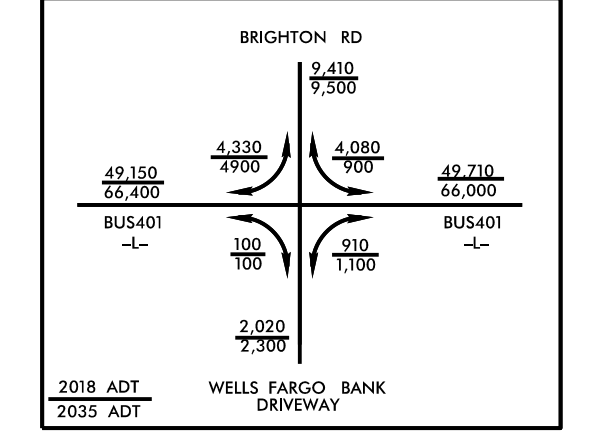 BRIGHTON RD
9,410
9,500
4,330
4900
4,080
900
49,150
66,400
49,710
66,000
BUS401
-L-
BUS401
-L-
100
100
910
1,100
2,020
2,300
2018 ADT
2035 ADT
WELLS FARGO BANK
DRIVEWAY